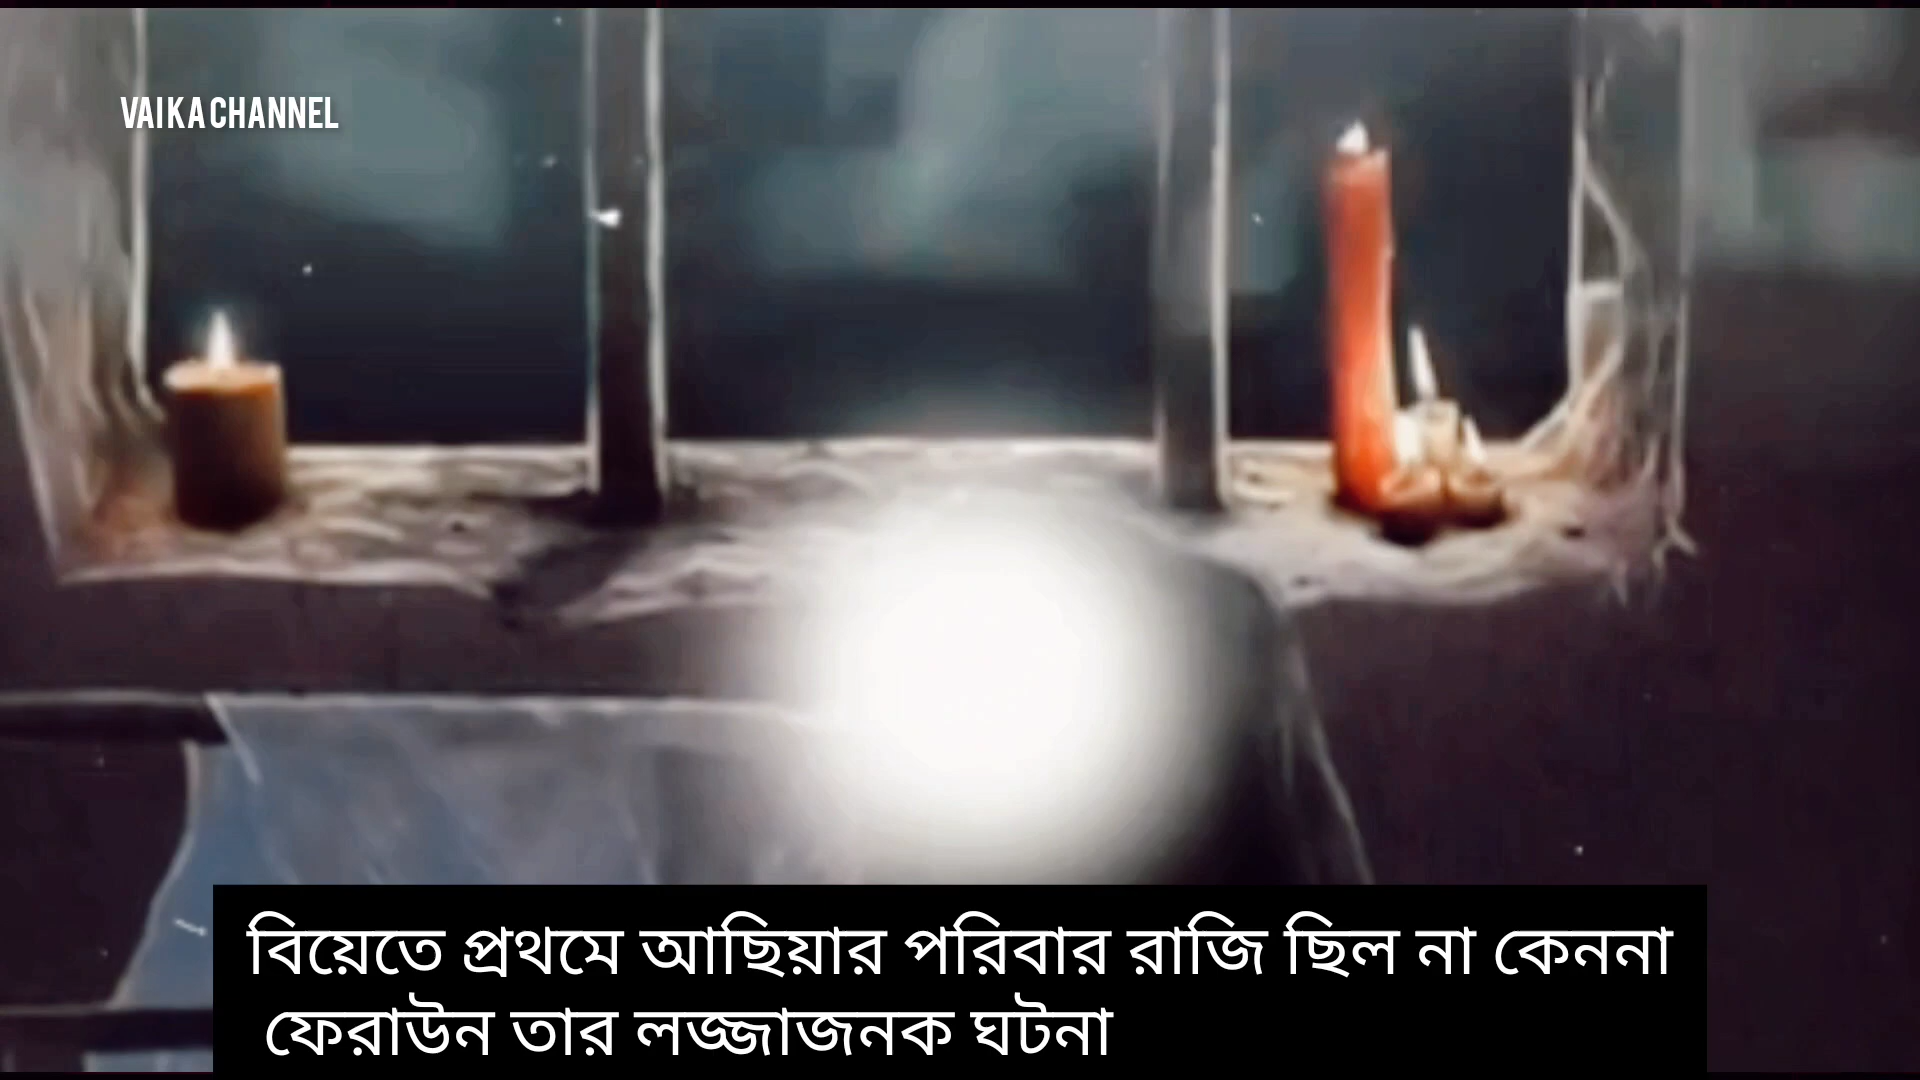 VAIKA CHANNEL
বিয়েতে প্রথমে আছিয়ার পরিবার রাজি ছিল না কেননা
ফেরাউন তার লজ্জাজনক ঘটনা